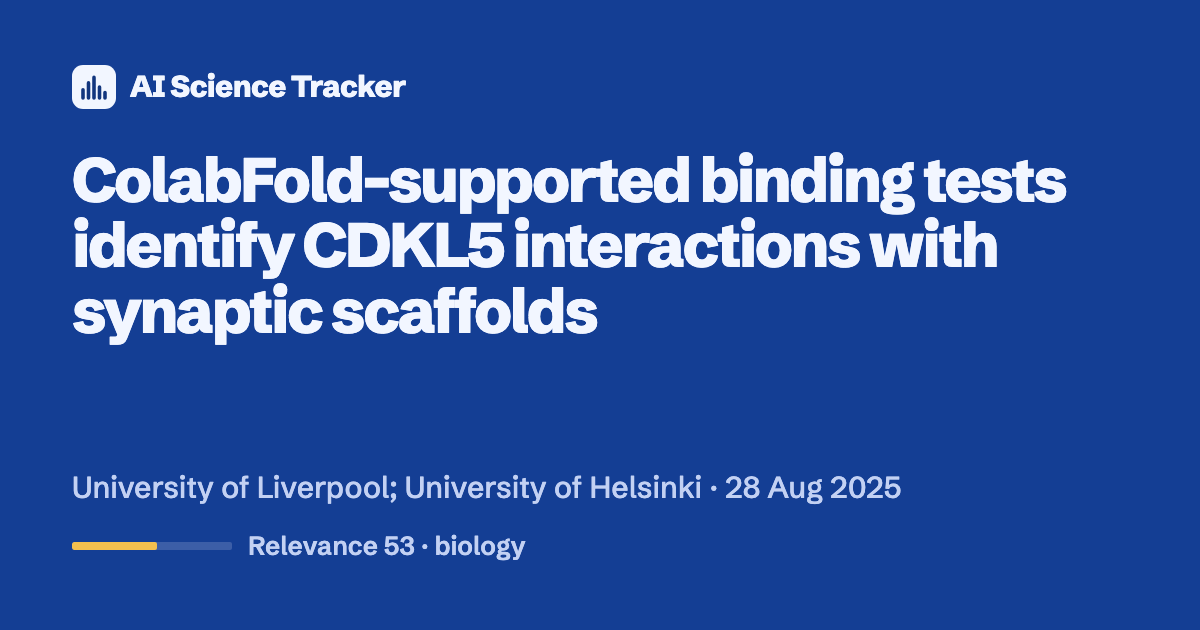 AI Science Tracker
ColabFold-supported binding tests
identify CDKL5 interactions with
synaptic scaffolds
University of Liverpool; University of Helsinki · 28 Aug 2025
Relevance 53 · biology